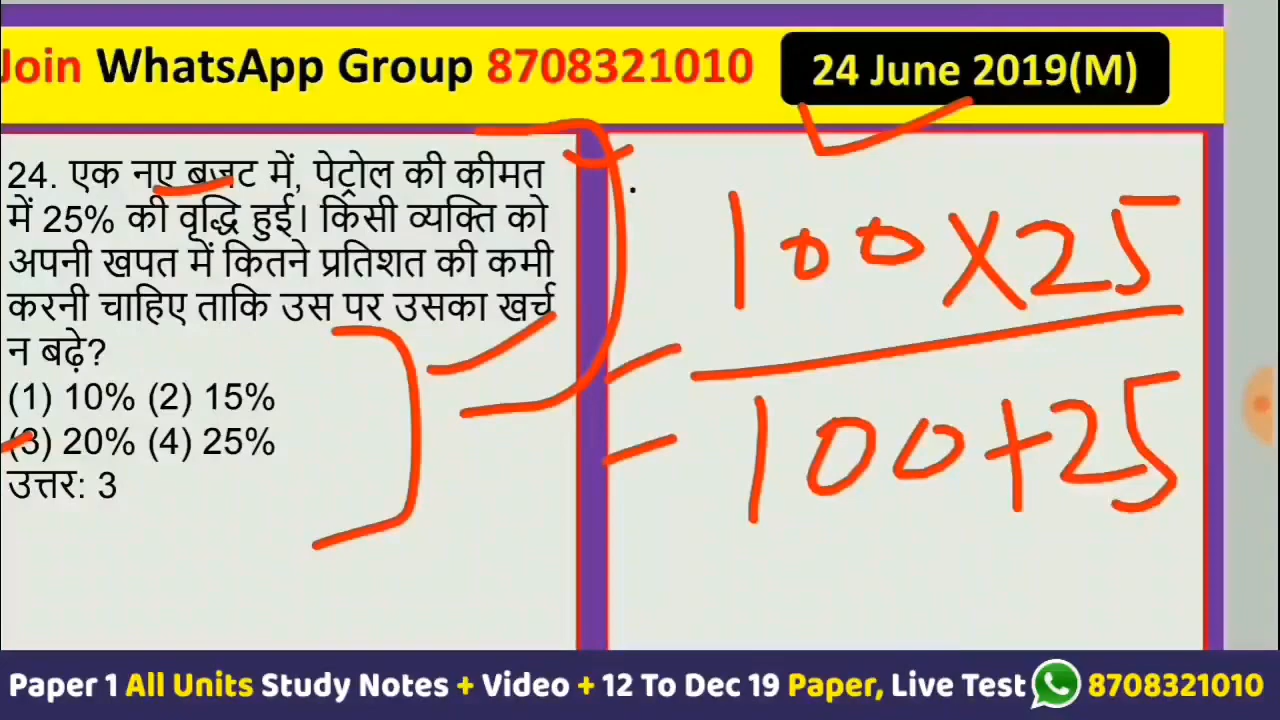 Join WhatsApp Group 8708321010
24 June 2019(M)
24. एक नए बजट में, पेट्रोल की कीमत
में 25% की वृद्धि हुई। किसी व्यक्ति को
अपनी खपत में कितने प्रतिशत की कमी
करनी चाहिए ताकि उस पर उसका खर्च
न बढ़े?
(1) 10% (2) 15%
(3) 20% (4) 25%
उत्तर: 3
100 X 25
=
100 + 25
Paper 1 All Units Study Notes + Video + 12 To Dec 19 Paper, Live Test 8708321010